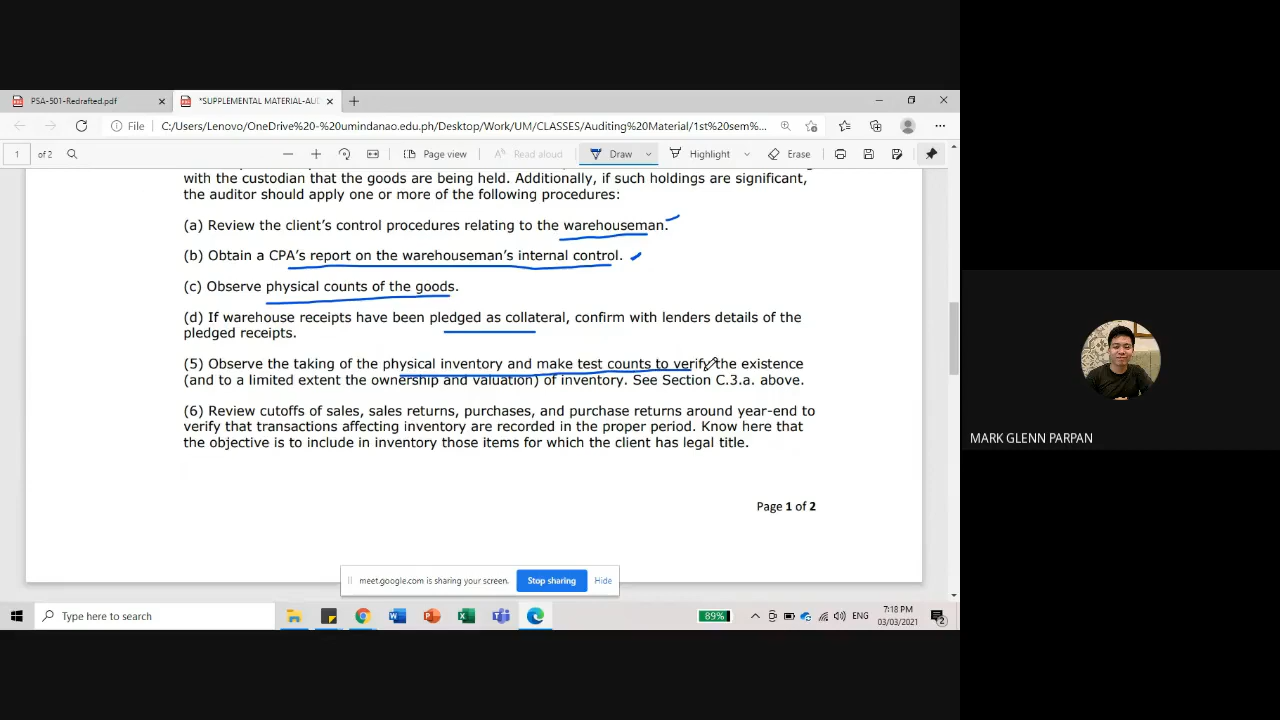 PSA-501-Redrafted.pdf
*SUPPLEMENTAL MATERIAL-AUD
File
C:/Users/Lenovo/OneDrive%20-%20umindanao.edu.ph/Desktop/Work/UM/CLASSES/Auditing%20Material/1st%20sem%...
1 of 2
Page view
Read aloud
Draw
Highlight
Erase
with the custodian that the goods are being held. Additionally, if such holdings are significant,
the auditor should apply one or more of the following procedures:
(a) Review the client's control procedures relating to the warehouseman.
(b) Obtain a CPA's report on the warehouseman's internal control.
(c) Observe physical counts of the goods.
(d) If warehouse receipts have been pledged as collateral, confirm with lenders details of the
pledged receipts.
(5) Observe the taking of the physical inventory and make test counts to verify the existence
(and to a limited extent the ownership and valuation) of inventory. See Section C.3.a. above.
(6) Review cutoffs of sales, sales returns, purchases, and purchase returns around year-end to
verify that transactions affecting inventory are recorded in the proper period. Know here that
the objective is to include in inventory those items for which the client has legal title.
Page 1 of 2
meet.google.com is sharing your screen.
Stop sharing
Hide
Type here to search
89%
ENG
7:18 PM
03/03/2021
2
MARK GLENN PARPAN